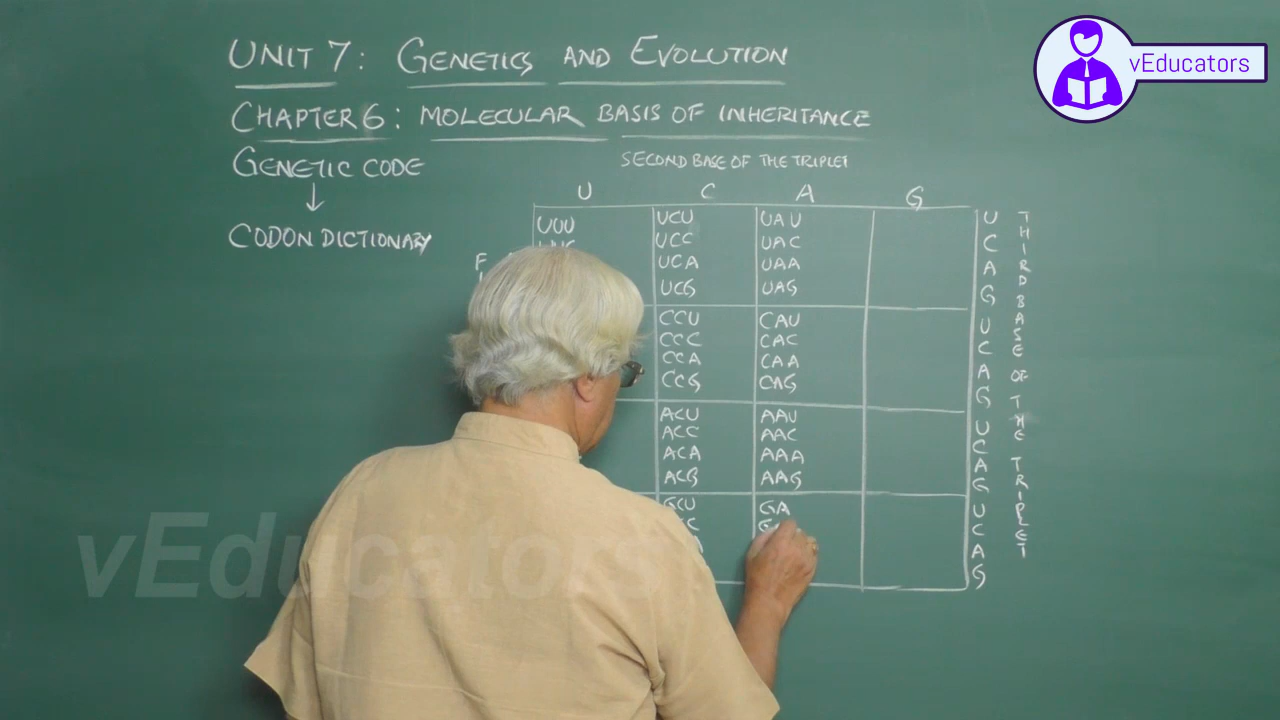 vEducators
UNIT 7: GENETICS AND EVOLUTION
CHAPTER 6: MOLECULAR BASIS OF INHERITANCE
GENETIC CODE
↓
CODON DICTIONARY
SECOND BASE OF THE TRIPLET
U C A G
UUU UCU UAU U
UCC UAC C
UCA UAA A
UCG UAG G
CCU CAU U
CCC CAC C
CCA CAA A
CCG CAG G
ACU AAU U
ACC AAC C
ACA AAA A
ACG AAG G
GCU GA U
C
A
G
THIRD BASE OF THE TRIPLET
vEducators